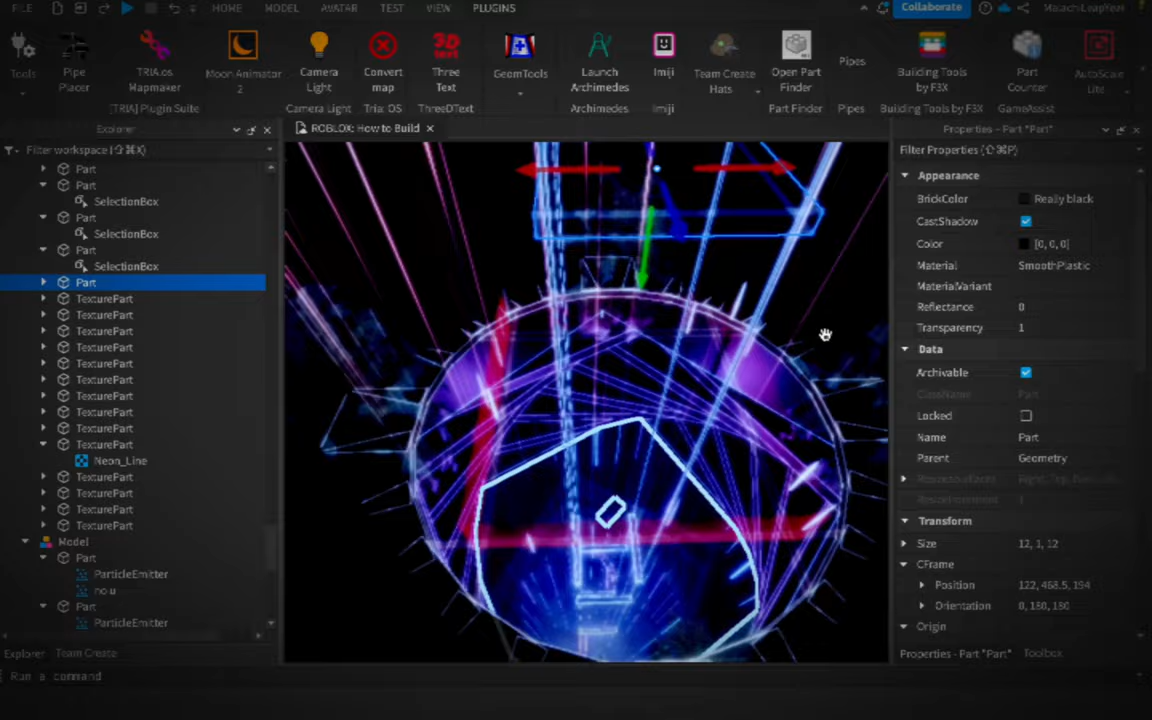 FILE HOME MODEL AVATAR TEST VIEW PLUGINS Collaborate
Tools Pipe Placer TRIA.os Mapmaker Moon Animator 2 Camera Light Convert map 3D text Three Text GeomTools Launch Archimedes Imiji Team Create Hats Open Part Finder Pipes Building Tools by F3X Part Counter AutoScale Lite
[TRIA] Plugin Suite Camera Light Tria: OS ThreeDText Archimedes Imiji Part Finder Pipes Building Tools by F3X GameAssist
Explorer
ROBLOX: How to Build
Properties - Part "Part"
Filter workspace (⇧⌘X)
Filter Properties (⇧⌘P)
Part
Part
SelectionBox
Part
SelectionBox
Part
SelectionBox
Part
TexturePart
TexturePart
TexturePart
TexturePart
TexturePart
TexturePart
TexturePart
TexturePart
TexturePart
TexturePart
Neon_Line
TexturePart
TexturePart
TexturePart
TexturePart
Model
Part
ParticleEmitter
no u
Part
ParticleEmitter
Explorer Team Create
Appearance
BrickColor Really black
CastShadow
Color [0, 0, 0]
Material SmoothPlastic
MaterialVariant
Reflectance 0
Transparency 1
Data
Archivable
ClassName Part
Locked
Name Part
Parent Geometry
Transform
Size 12, 1, 12
CFrame
Position 122, 468.5, 194
Orientation 0, 180, 180
Origin
Properties - Part "Part" Toolbox
Run a command